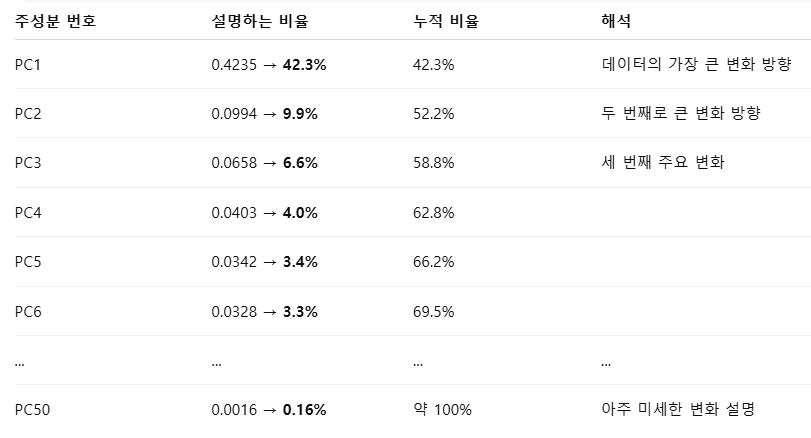 주성분 번호 설명하는 비율 누적 비율 해석
PC1 0.4235 → 42.3% 42.3% 데이터의 가장 큰 변화 방향
PC2 0.0994 → 9.9% 52.2% 두 번째로 큰 변화 방향
PC3 0.0658 → 6.6% 58.8% 세 번째 주요 변화
PC4 0.0403 → 4.0% 62.8%
PC5 0.0342 → 3.4% 66.2%
PC6 0.0328 → 3.3% 69.5%
... ... ... ...
PC50 0.0016 → 0.16% 약 100% 아주 미세한 변화 설명